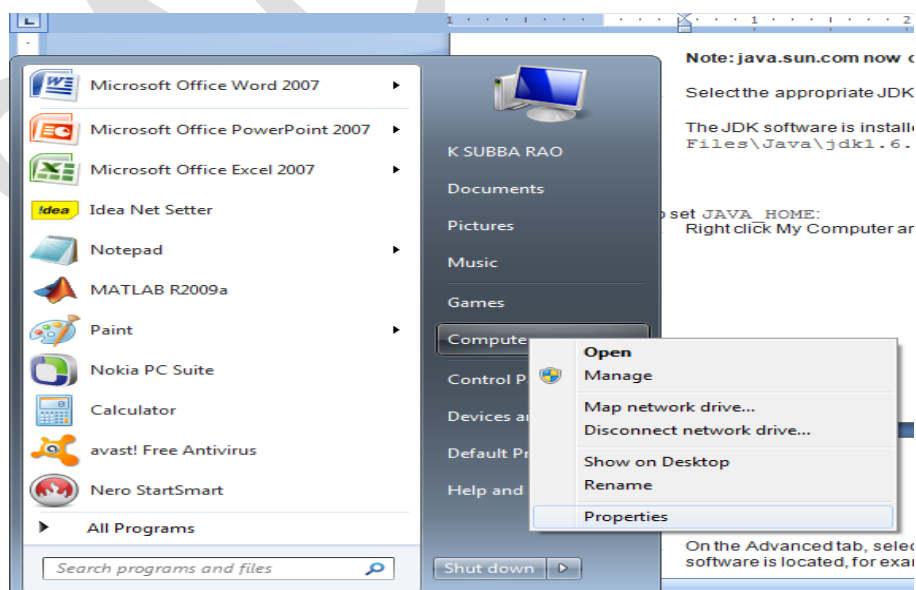 L
1 1 2
Microsoft Office Word 2007
Microsoft Office PowerPoint 2007
Microsoft Office Excel 2007
!dea Idea Net Setter
Notepad
MATLAB R2009a
Paint
Nokia PC Suite
Calculator
avast! Free Antivirus
Nero StartSmart
All Programs
Search programs and files
K SUBBA RAO
Documents
Pictures
Music
Games
Compute
Control P
Devices a
Default Pr
Help and
Shut down
Open
Manage
Map network drive...
Disconnect network drive...
Show on Desktop
Rename
Properties
Note: java.sun.com now
Select the appropriate JDK
The JDK software is installe
Files\Java\jdk1.6.
set JAVA_HOME:
Right click My Computer an
On the Advanced tab, selec
software is located, for exa